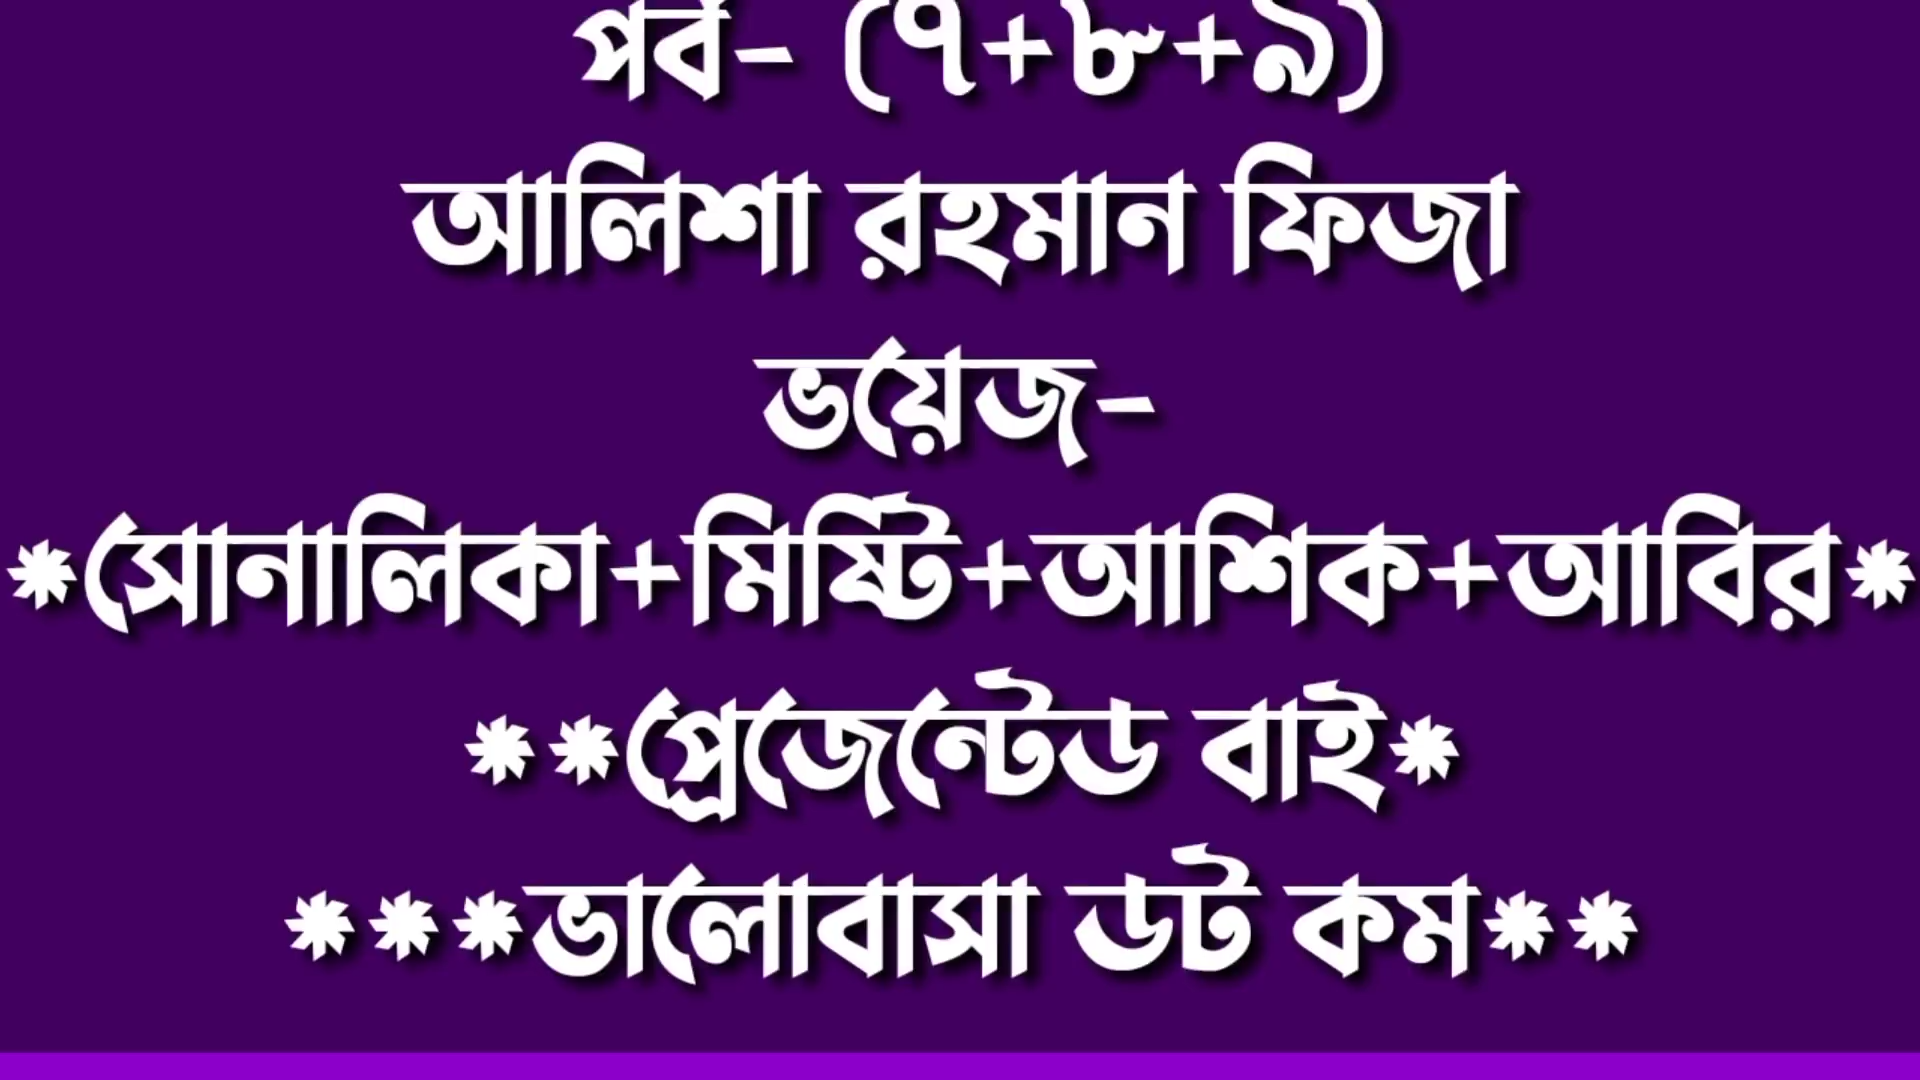 পর্ব- (৭+৮+৯)
আলিশা রহমান ফিজা
ভয়েজ-
*সোনালিকা+মিষ্টি+আশিক+আবির*
**প্রেজেন্টেড বাই*
***ভালোবাসা ডট কম**